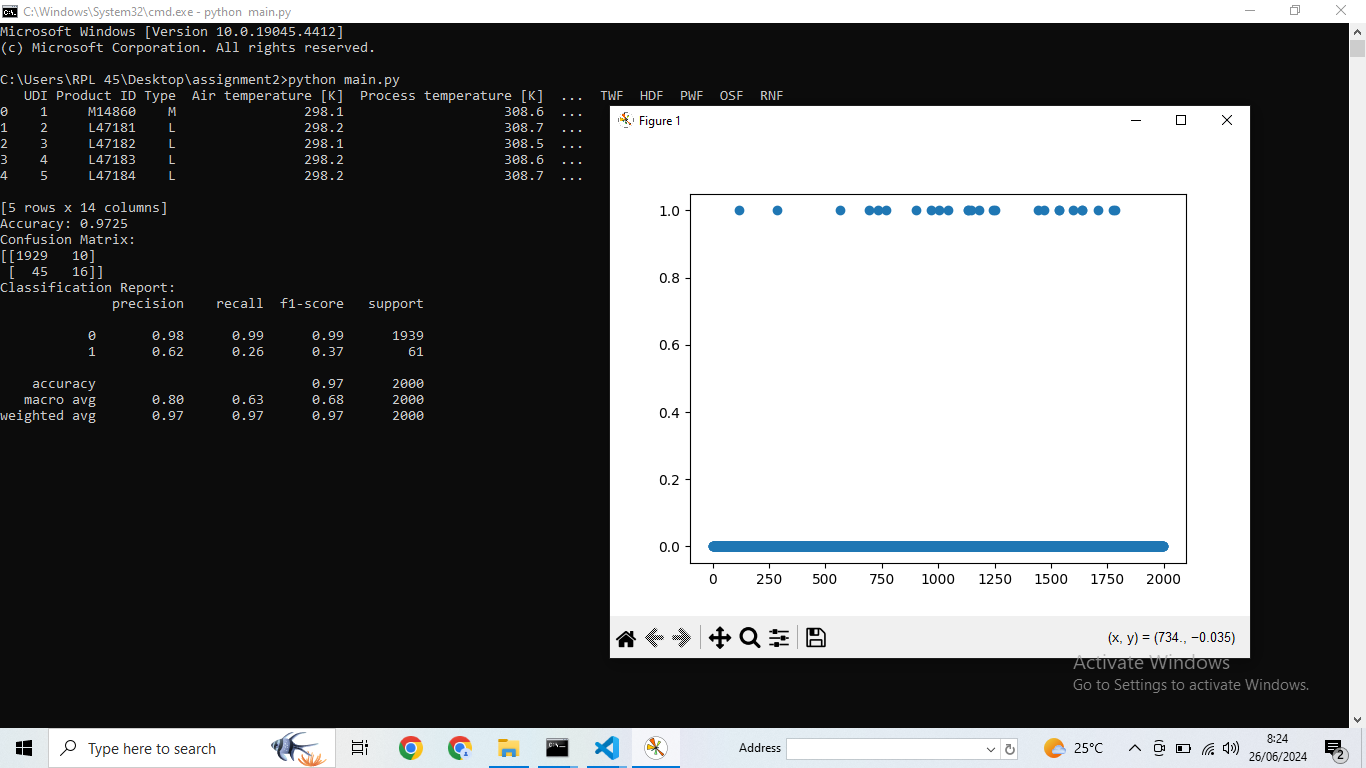 C:\Windows\System32\cmd.exe - python  main.py
Microsoft Windows [Version 10.0.19045.4412]
(c) Microsoft Corporation. All rights reserved.
C:\Users\RPL 45\Desktop\assignment2>python main.py
   UDI Product ID Type  Air temperature [K]  Process temperature [K]  ...  TWF  HDF  PWF  OSF  RNF
0    1     M14860    M                298.1                    308.6  ...
1    2     L47181    L                298.2                    308.7  ...
2    3     L47182    L                298.1                    308.5  ...
3    4     L47183    L                298.2                    308.6  ...
4    5     L47184    L                298.2                    308.7  ...
[5 rows x 14 columns]
Accuracy: 0.9725
Confusion Matrix:
[[1929   10]
 [  45   16]]
Classification Report:
              precision    recall  f1-score   support
           0       0.98      0.99      0.99      1939
           1       0.62      0.26      0.37        61
    accuracy                           0.97      2000
   macro avg       0.80      0.63      0.68      2000
weighted avg       0.97      0.97      0.97      2000
Figure 1
1.0
0.8
0.6
0.4
0.2
0.0
0 250 500 750 1000 1250 1500 1750 2000
(x, y) = (734., −0.035)
Activate Windows
Go to Settings to activate Windows.
Type here to search
Address
25°C
8:24
26/06/2024
2